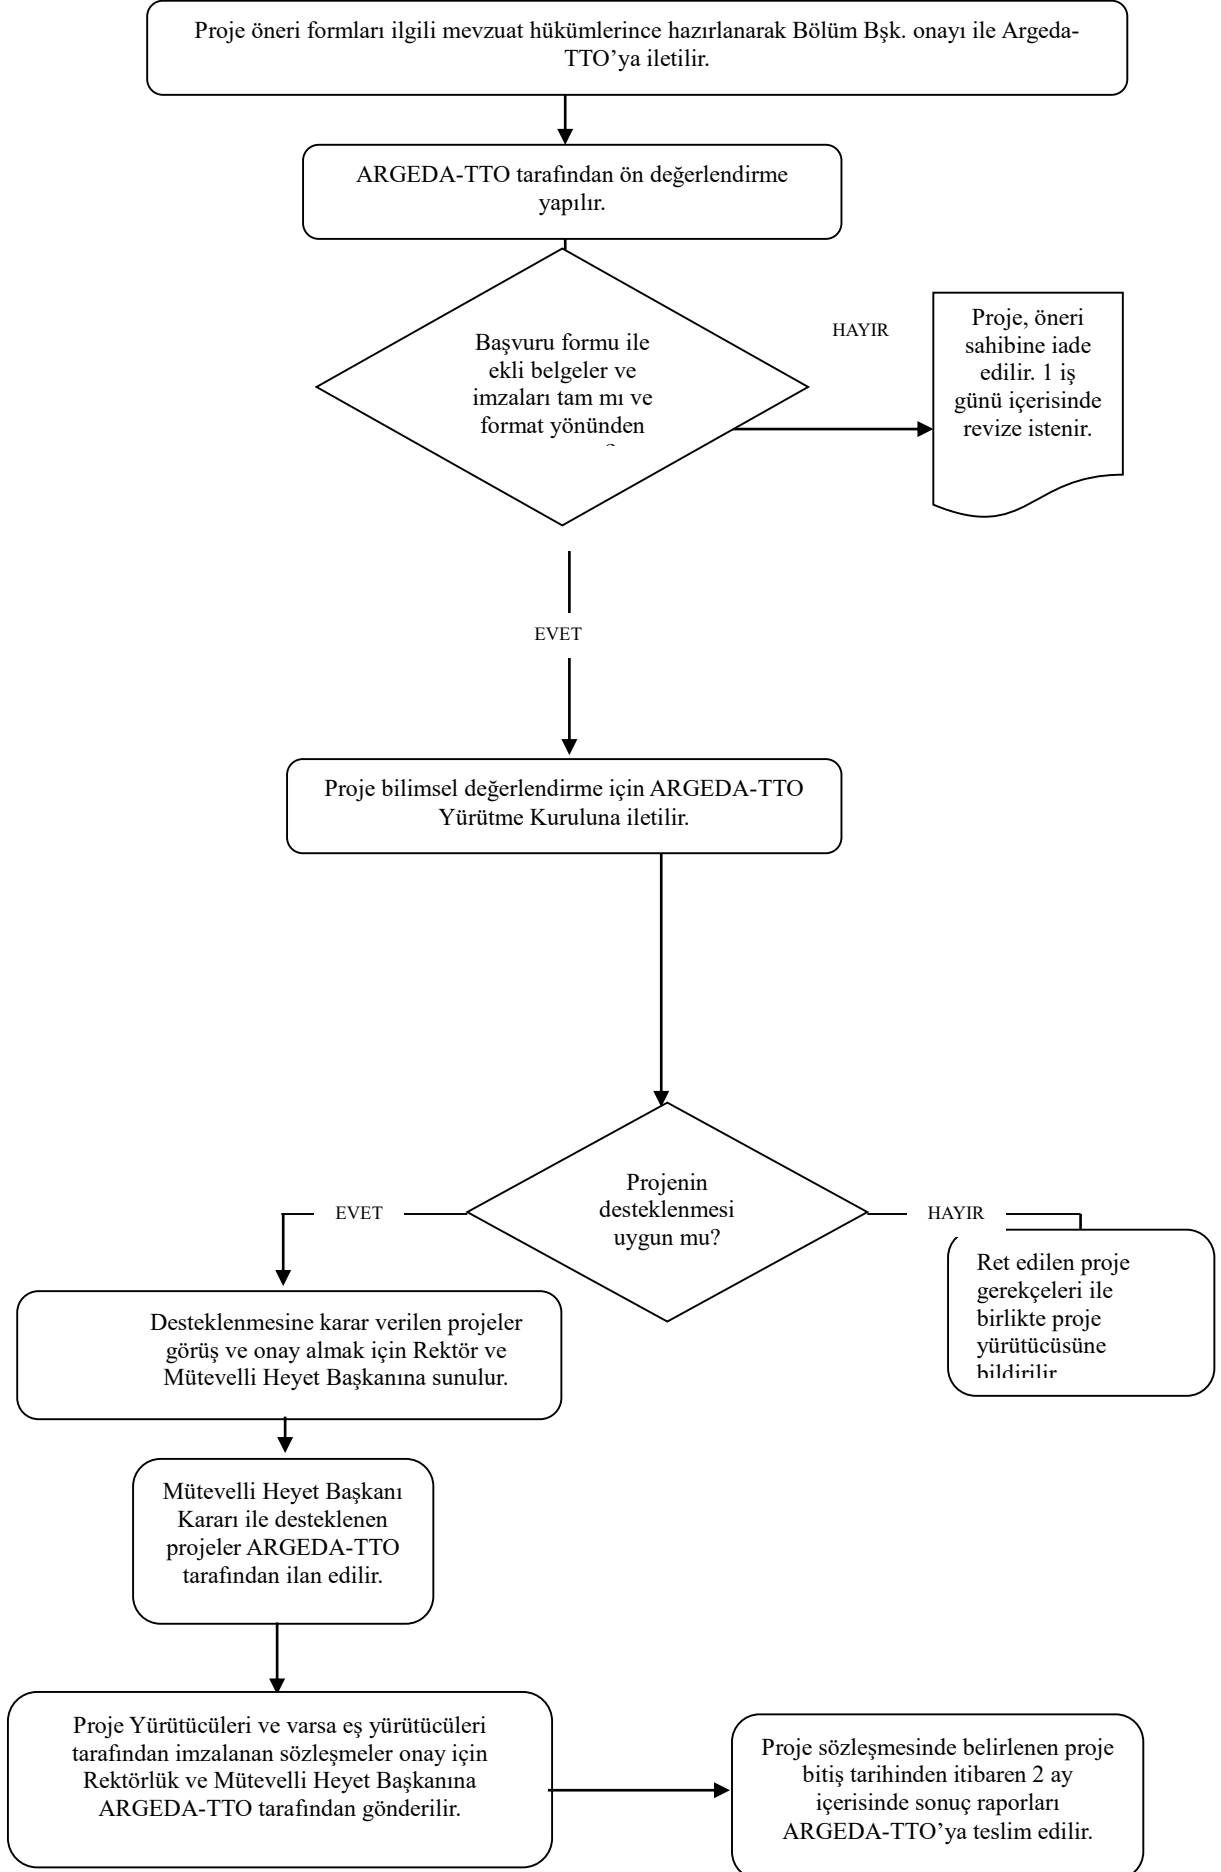 Proje öneri formları ilgili mevzuat hükümlerince hazırlanarak Bölüm Bşk. onayı ile Argeda-
TTO’ya iletilir.
ARGEDA-TTO tarafından ön değerlendirme
yapılır.
Başvuru formu ile
ekli belgeler ve
imzaları tam mı ve
format yönünden
HAYIR
Proje, öneri
sahibine iade
edilir. 1 iş
günü içerisinde
revize istenir.
EVET
Proje bilimsel değerlendirme için ARGEDA-TTO
Yürütme Kuruluna iletilir.
Projenin
desteklenmesi
uygun mu?
EVET
HAYIR
Ret edilen proje
gerekçeleri ile
birlikte proje
yürütücüsüne
bildirilir
Desteklenmesine karar verilen projeler
görüş ve onay almak için Rektör ve
Mütevelli Heyet Başkanına sunulur.
Mütevelli Heyet Başkanı
Kararı ile desteklenen
projeler ARGEDA-TTO
tarafından ilan edilir.
Proje Yürütücüleri ve varsa eş yürütücüleri
tarafından imzalanan sözleşmeler onay için
Rektörlük ve Mütevelli Heyet Başkanına
ARGEDA-TTO tarafından gönderilir.
Proje sözleşmesinde belirlenen proje
bitiş tarihinden itibaren 2 ay
içerisinde sonuç raporları
ARGEDA-TTO’ya teslim edilir.